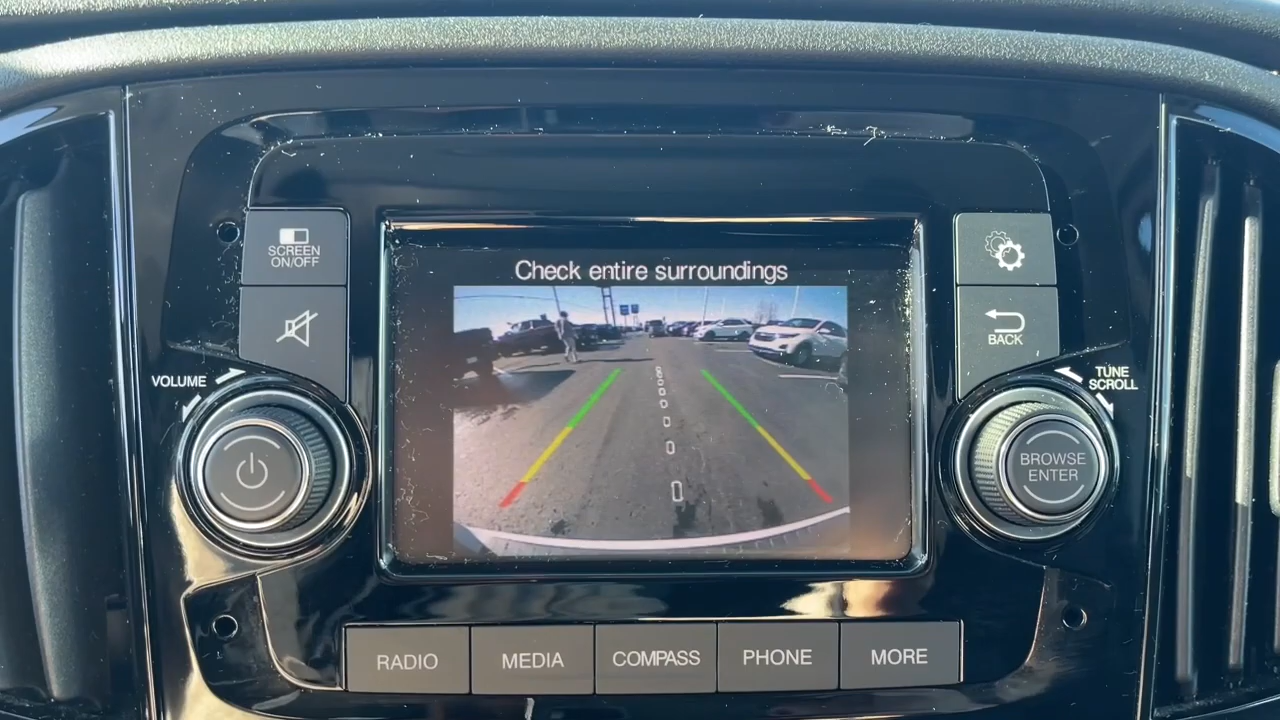 Check entire surroundings
SCREEN
ON/OFF
BACK
VOLUME
TUNE
SCROLL
BROWSE
ENTER
RADIO
MEDIA
COMPASS
PHONE
MORE